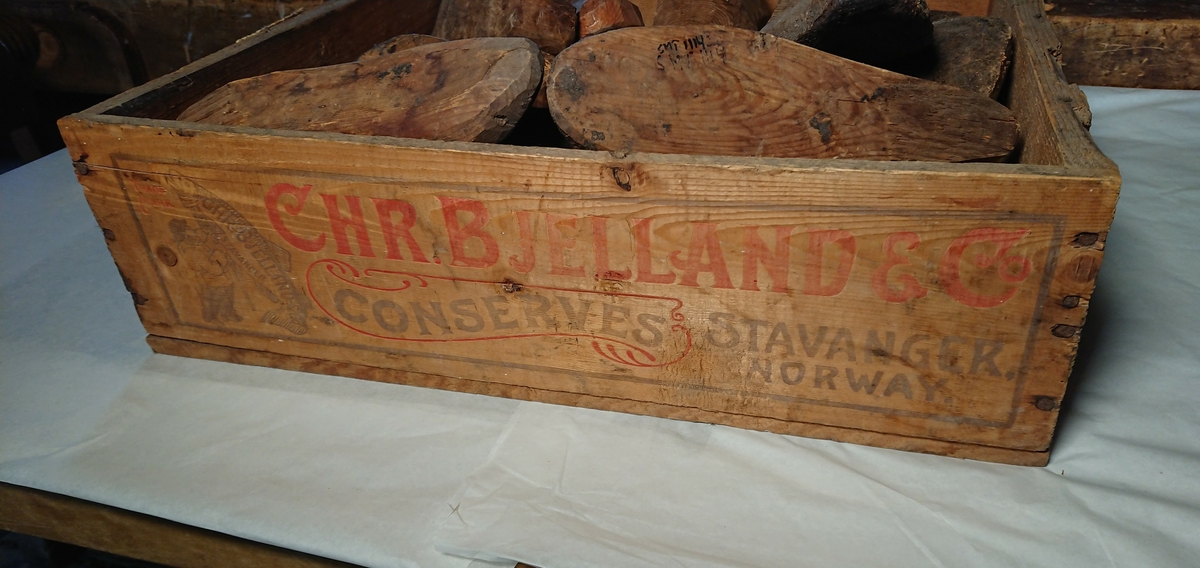 CHR. BJELLAND & CO
CONSERVES
STAVANGER.
NORWAY.